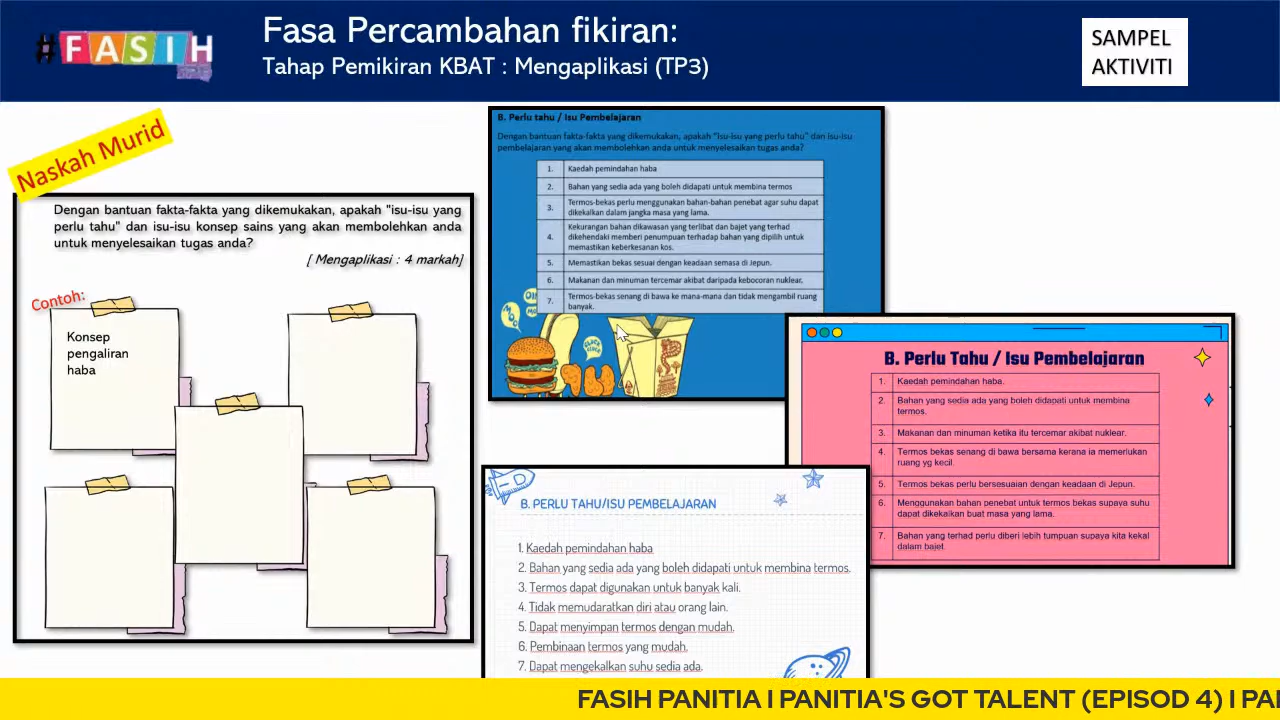 #FASIH
Fasa Percambahan fikiran:
Tahap Pemikiran KBAT : Mengaplikasi (TP3)
SAMPEL
AKTIVITI
Naskah Murid
Dengan bantuan fakta-fakta yang dikemukakan, apakah "isu-isu yang
perlu tahu" dan isu-isu konsep sains yang akan membolehkan anda
untuk menyelesaikan tugas anda?
[ Mengaplikasi : 4 markah]
Contoh:
Konsep
pengaliran
haba
B. Perlu tahu / Isu Pembelajaran
Dengan bantuan fakta-fakta yang dikemukakan, apakah "isu-isu yang perlu tahu" dan isu-isu
pembelajaran yang akan membolehkan anda untuk menyelesaikan tugas anda?
1. Kaedah pemindahan haba
2. Bahan yang sedia ada yang boleh didapati untuk membina termos
3. Termos-bekas perlu menggunakan bahan-bahan penebat agar suhu dapat
dikekalkan dalam jangka masa yang lama.
4. Kekurangan bahan dikawasan yang terlibat dan bajet yang terhad
dikehendaki memberi penumpuan terhadap bahan yang dipilih untuk
memastikan keberkesanan kos.
5. Memastikan bekas sesuai dengan keadaan semasa di Jepun.
6. Makanan dan minuman tercemar akibat daripada kebocoran nuklear.
7. Termos-bekas senang di bawa ke mana-mana dan tidak mengambil ruang
banyak.
B. Perlu Tahu / Isu Pembelajaran
1. Kaedah pemindahan haba.
2. Bahan yang sedia ada yang boleh didapati untuk membina
termos.
3. Makanan dan minuman ketika itu tercemar akibat nuklear.
4. Termos bekas senang di bawa bersama kerana ia memerlukan
ruang yg kecil.
5. Termos bekas perlu bersesuaian dengan keadaan di Jepun.
6. Menggunakan bahan penebat untuk termos bekas supaya suhu
dapat dikekalkan buat masa yang lama.
7. Bahan yang terhad perlu diberi lebih tumpuan supaya kita kekal
dalam bajet.
B. PERLU TAHU/ISU PEMBELAJARAN
1. Kaedah pemindahan haba
2. Bahan yang sedia ada yang boleh didapati untuk membina termos.
3. Termos dapat digunakan untuk banyak kali.
4. Tidak memudaratkan diri atau orang lain.
5. Dapat menyimpan termos dengan mudah.
6. Pembinaan termos yang mudah.
7. Dapat mengekalkan suhu sedia ada.
FASIH PANITIA I PANITIA'S GOT TALENT (EPISOD 4) I PA